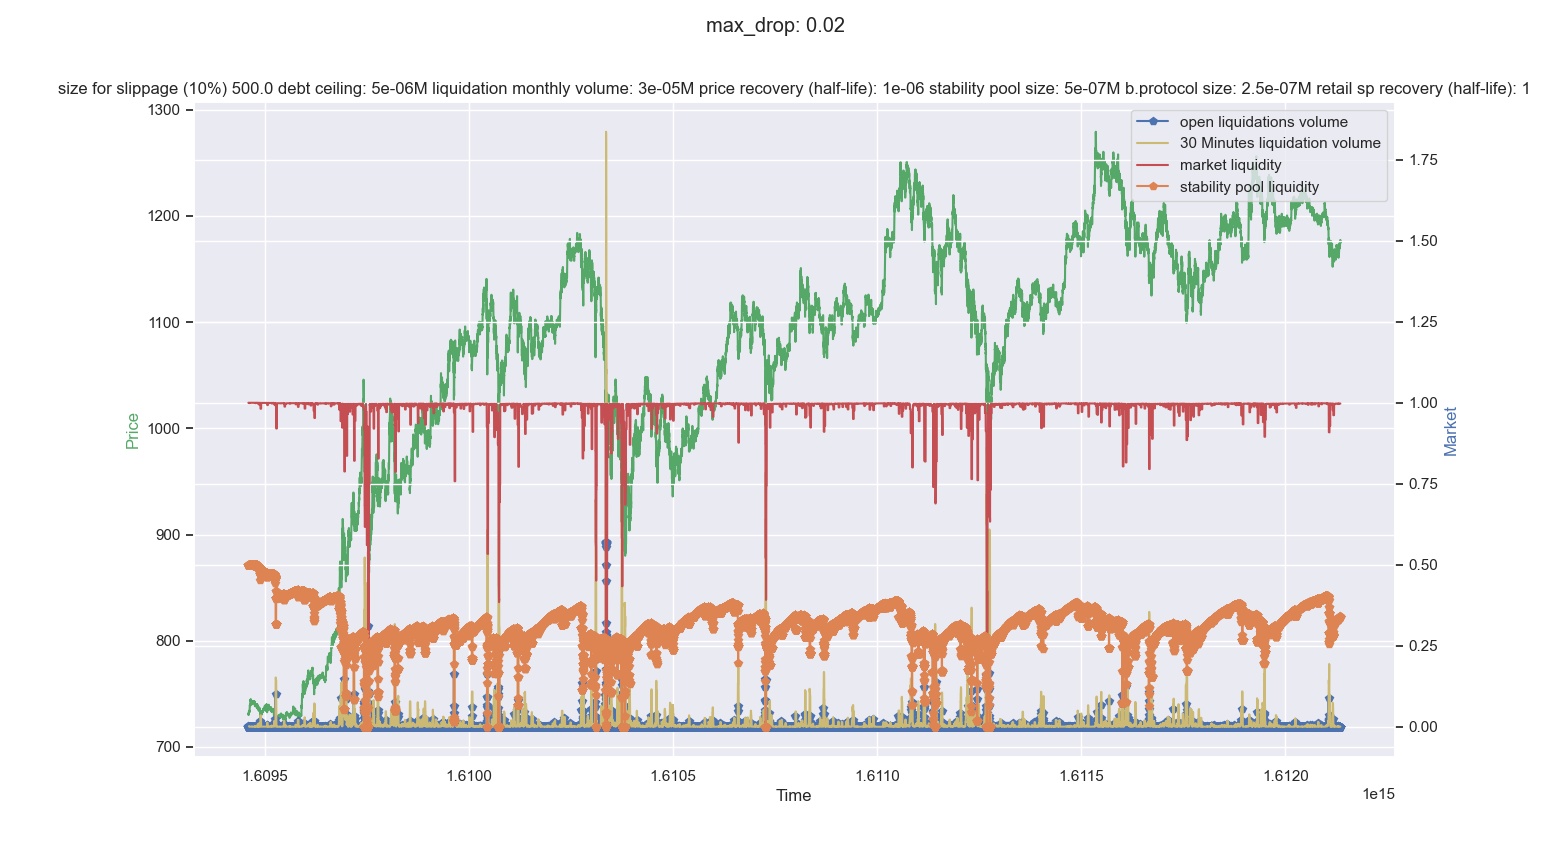 max_drop: 0.02
size for slippage (10%) 500.0 debt ceiling: 5e-06M liquidation monthly volume: 3e-05M price recovery (half-life): 1e-06 stability pool size: 5e-07M b.protocol size: 2.5e-07M retail sp recovery (half-life): 1
1300
1200
1100
1000
900
800
700
Price
open liquidations volume
30 Minutes liquidation volume
market liquidity
stability pool liquidity
1.75
1.50
1.25
1.00
0.75
0.50
0.25
0.00
Market
1.6095
1.6100
1.6105
1.6110
1.6115
1.6120
Time
1e15